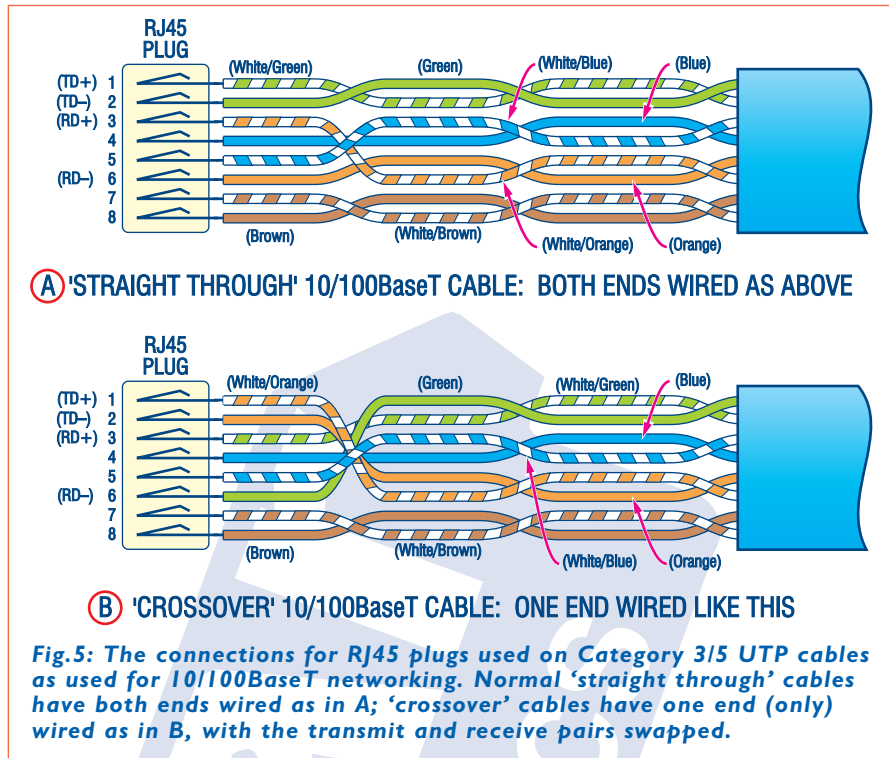 RJ45
PLUG
(White/Green)
(Green)
(White/Blue)
(Blue)
(TD+) 1
(TD–) 2
(RD+) 3
4
5
(RD–) 6
7
8
(Brown)
(White/Brown)
(White/Orange)
(Orange)
A 'STRAIGHT THROUGH' 10/100BaseT CABLE: BOTH ENDS WIRED AS ABOVE
RJ45
PLUG
(White/Orange)
(Green)
(White/Green)
(Blue)
(TD+) 1
(TD–) 2
(RD+) 3
4
5
(RD–) 6
7
8
(Brown)
(White/Brown)
(White/Blue)
(Orange)
B 'CROSSOVER' 10/100BaseT CABLE: ONE END WIRED LIKE THIS
Fig.5: The connections for RJ45 plugs used on Category 3/5 UTP cables
as used for 10/100BaseT networking. Normal ‘straight through’ cables
have both ends wired as in A; ‘crossover’ cables have one end (only)
wired as in B, with the transmit and receive pairs swapped.